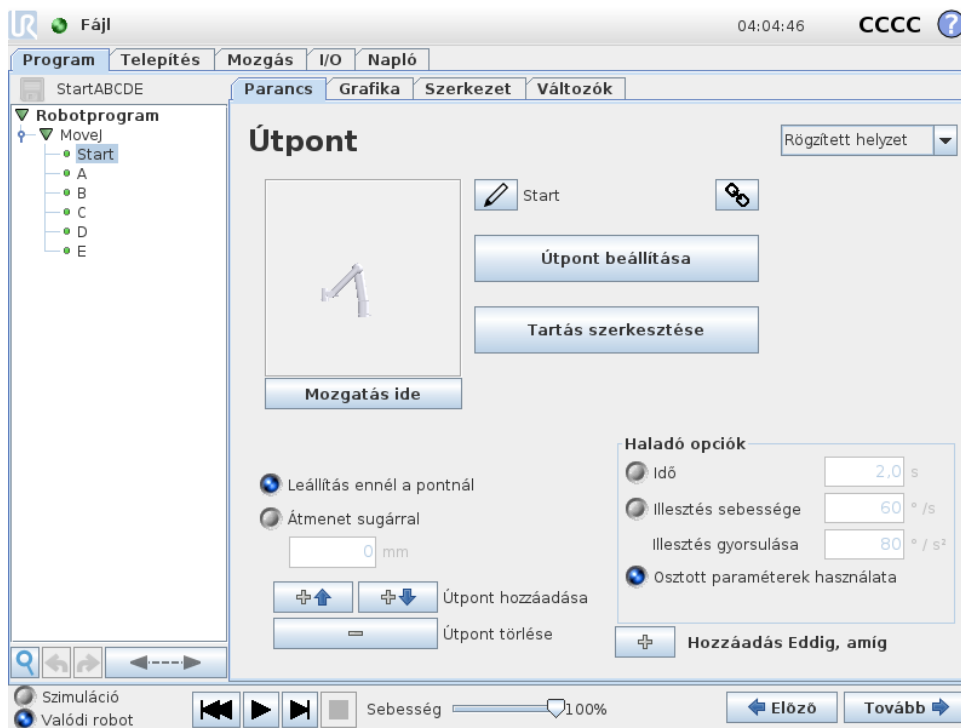 UR Fájl 04:04:46 CCCC ?
Program Telepítés Mozgás I/O Napló
StartABCDE
Parancs Grafika Szerkezet Változók
Robotprogram
MoveJ
Start
A
B
C
D
E
Útpont
Rögzített helyzet
Start
Útpont beállítása
Tartás szerkesztése
Mozgatás ide
Leállítás ennél a pontnál
Átmenet sugárral
0 mm
Útpont hozzáadása
Útpont törlése
Haladó opciók
Idő 2,0 s
Illesztés sebessége 60 ° /s
Illesztés gyorsulása 80 ° / s²
Osztott paraméterek használata
Hozzáadás Eddig, amíg
Szimuláció
Valódi robot
Sebesség 100%
Előző Tovább